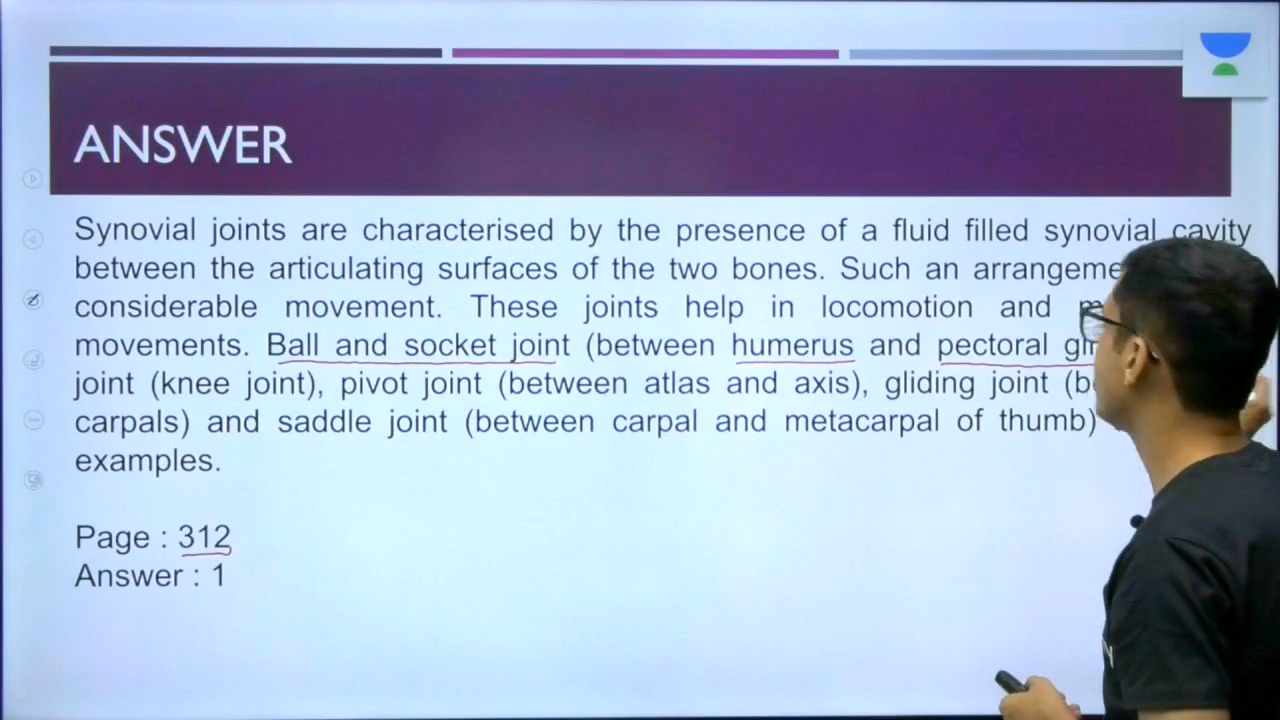 ANSWER
Synovial joints are characterised by the presence of a fluid filled synovial cavity
between the articulating surfaces of the two bones. Such an
considerable movement. These joints help in locomotion and
movements. Ball and socket joint (between humerus and pectoral
joint (knee joint), pivot joint (between atlas and axis), gliding joint
carpals) and saddle joint (between carpal and metacarpal of thumb)
examples.
Page : 312
Answer : 1